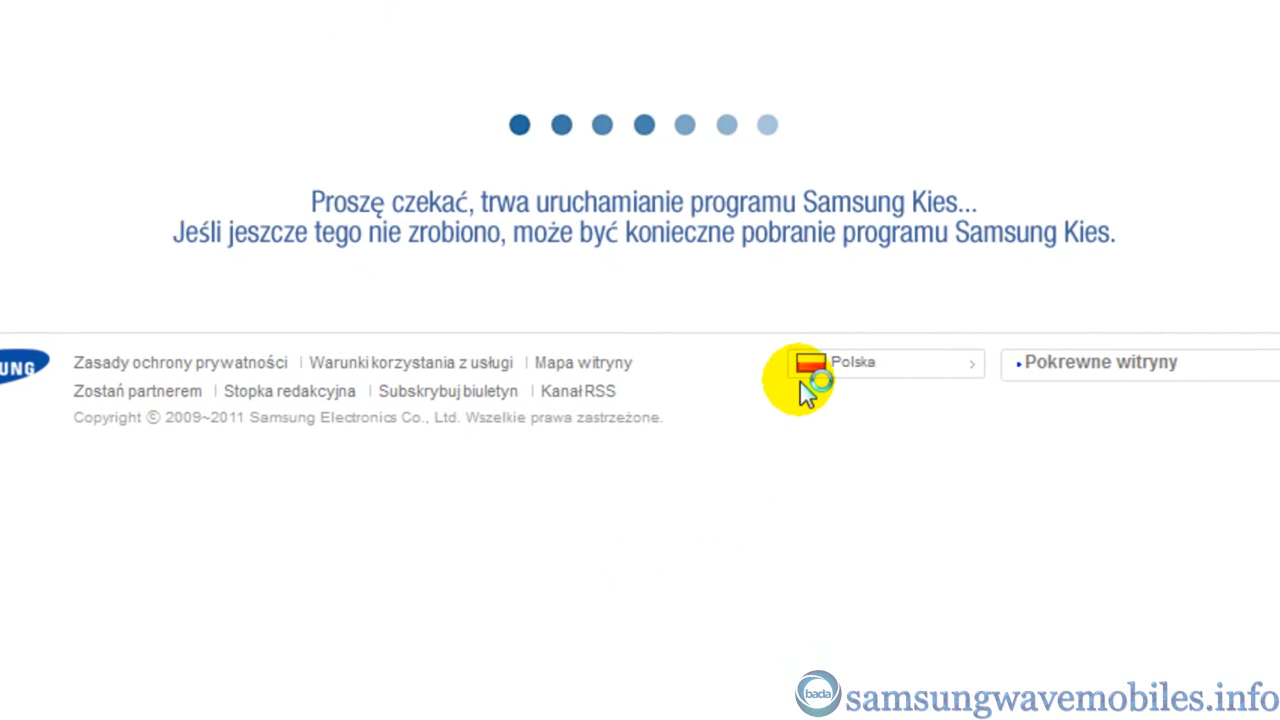 Proszę czekać, trwa uruchamianie programu Samsung Kies...
Jeśli jeszcze tego nie zrobiono, może być konieczne pobranie programu Samsung Kies.
UNG
Zasady ochrony prywatności | Warunki korzystania z usługi | Mapa witryny
Polska >
Pokrewne witryny
Zostań partnerem | Stopka redakcyjna | Subskrybuj biuletyn | Kanał RSS
Copyright ⓒ 2009~2011 Samsung Electronics Co., Ltd. Wszelkie prawa zastrzeżone.
bada samsungwavemobiles.info